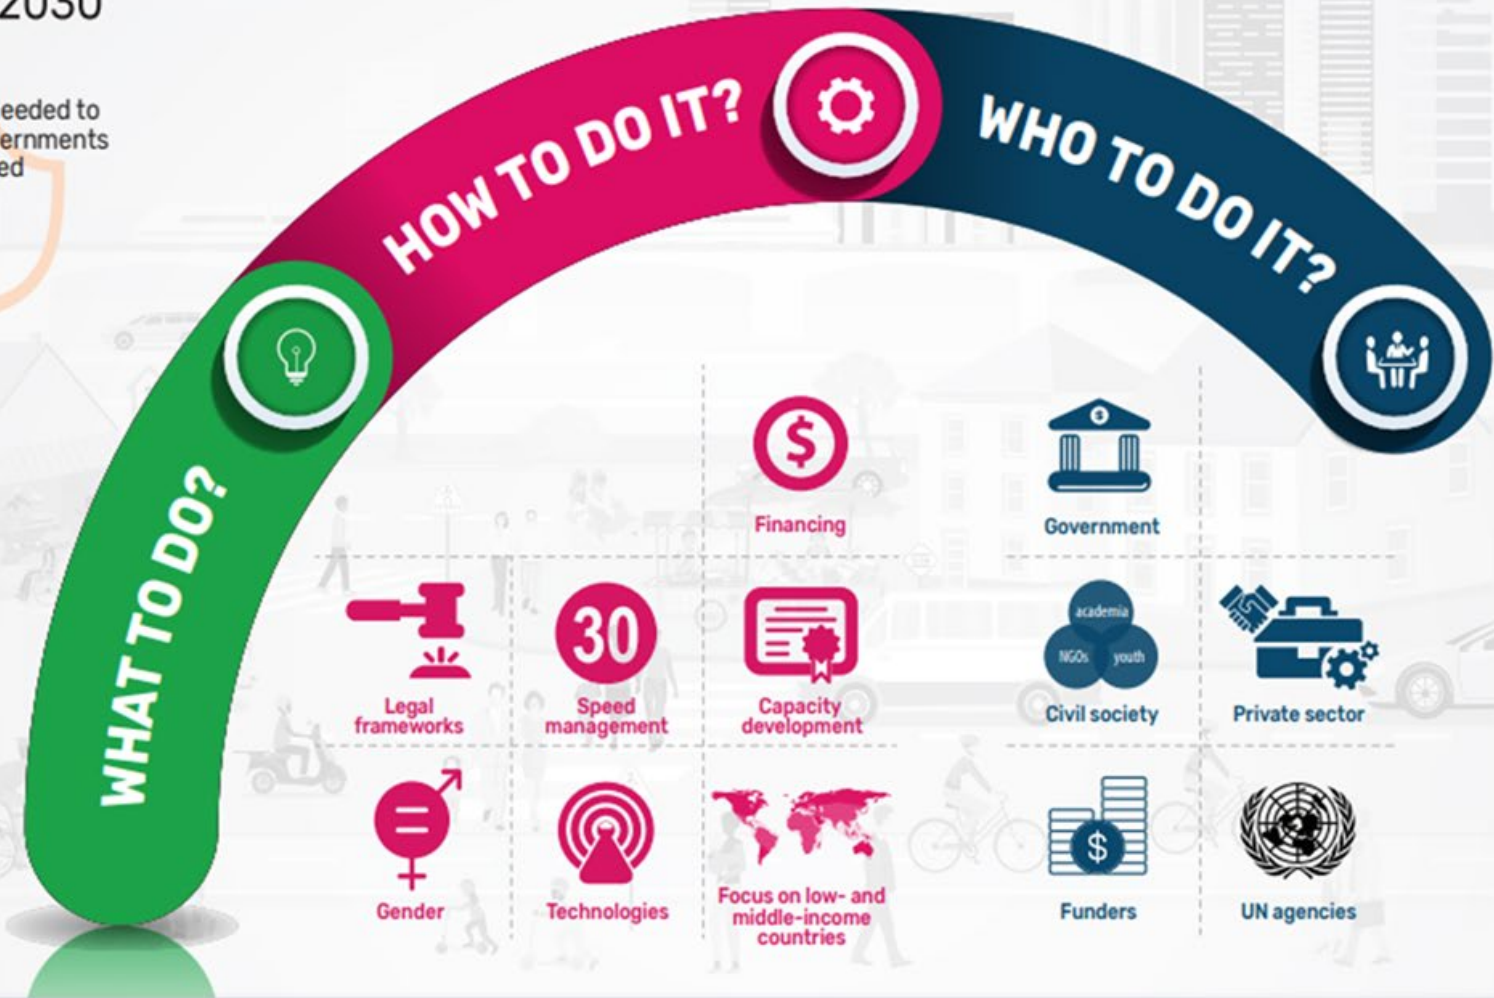 2030
eeded to
ernments
ed
WHAT TO DO?
HOW TO DO IT?
WHO TO DO IT?
$
Financing
$
Government
Legal
frameworks
30
Speed
management
Capacity
development
academia
NGOs
youth
Civil society
Private sector
Gender
Technologies
Focus on low- and
middle-income
countries
$
Funders
UN agencies